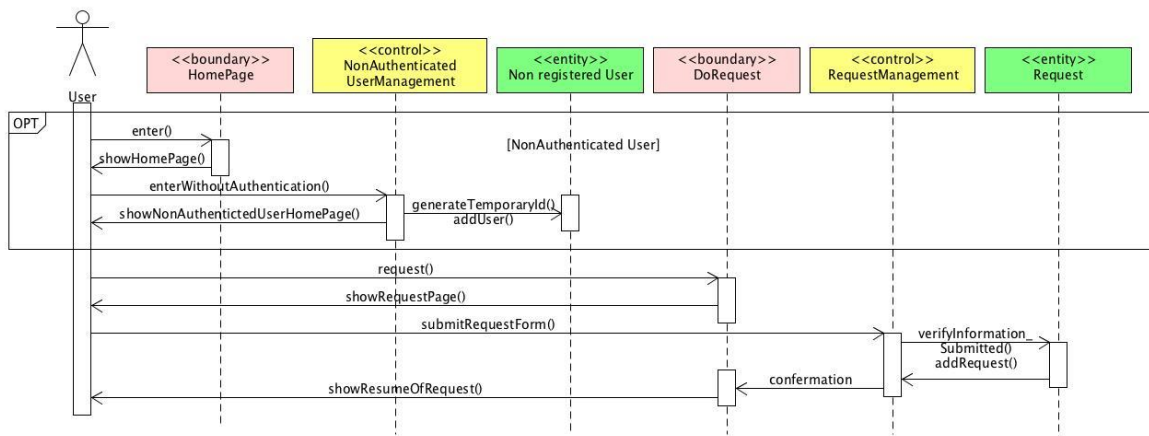 <<boundary>>
HomePage
<<control>>
NonAuthenticated
UserManagement
<<entity>>
Non registered User
<<boundary>>
DoRequest
<<control>>
RequestManagement
<<entity>>
Request
User
OPT
enter()
[NonAuthenticated User]
showHomePage()
enterWithoutAuthentication()
generateTemporaryId()
addUser()
showNonAuthentictedUserHomePage()
request()
showRequestPage()
submitRequestForm()
verifyInformation_
Submitted()
addRequest()
confermation
showResumeOfRequest()